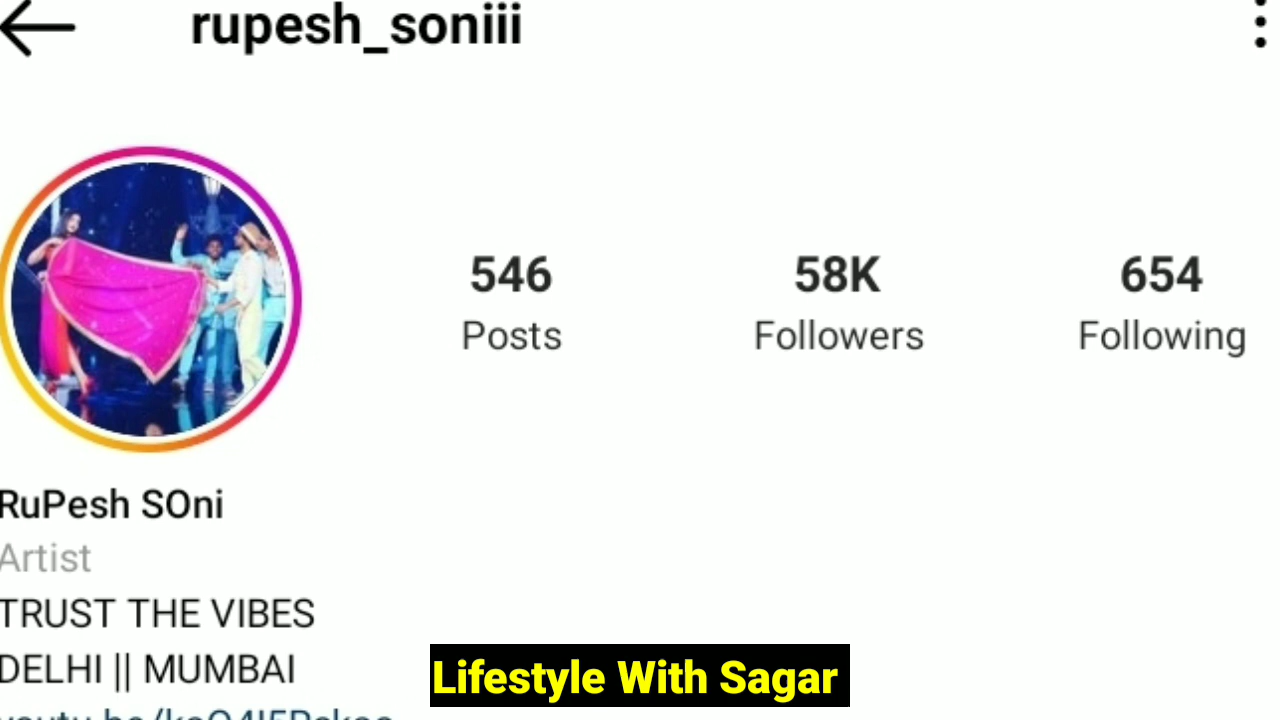 rupesh_soniii
546
58K
654
Posts
Followers
Following
RuPesh SOni
Artist
TRUST THE VIBES
DELHI || MUMBAI
Lifestyle With Sagar